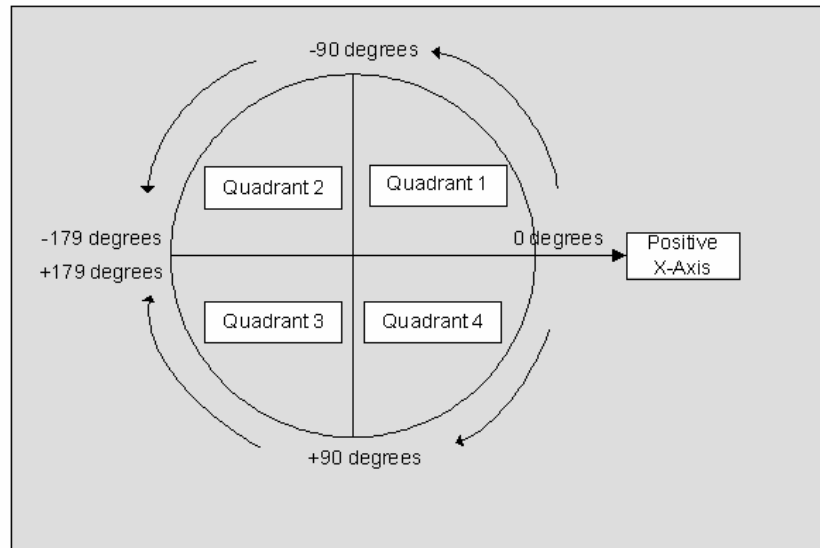 -90 degrees
Quadrant 2
Quadrant 1
-179 degrees
0 degrees
Positive
X-Axis
+179 degrees
Quadrant 3
Quadrant 4
+90 degrees